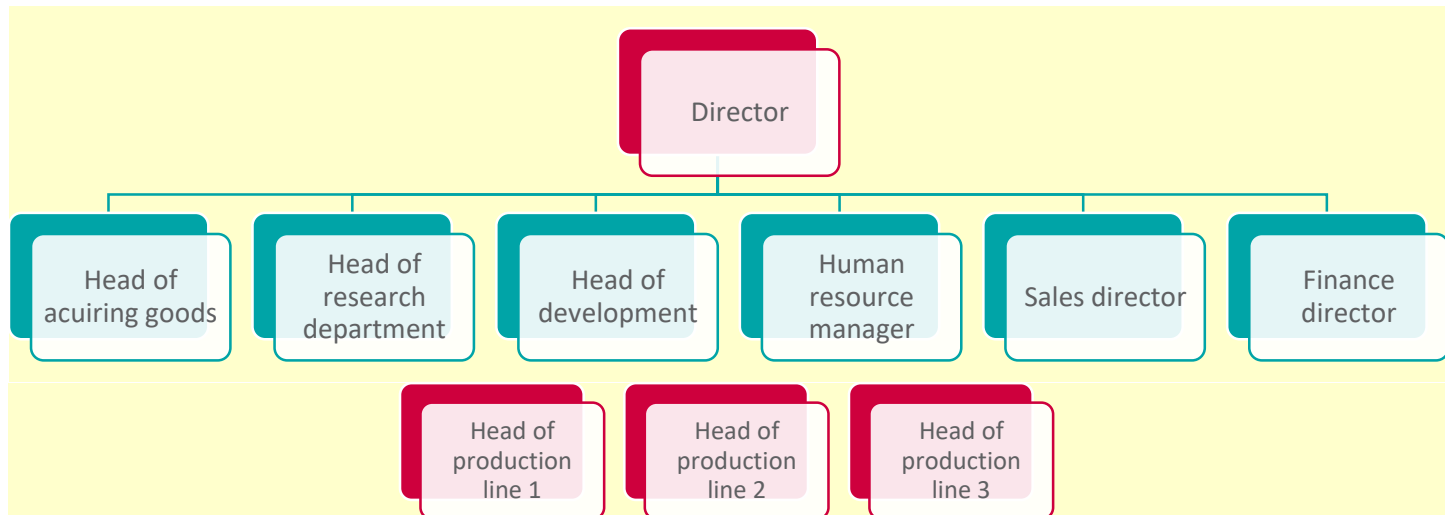 Director
Head of
acuiring goods
Head of
research
department
Head of
development
Human
resource
manager
Sales director
Finance
director
Head of
production
line 1
Head of
production
line 2
Head of
production
line 3